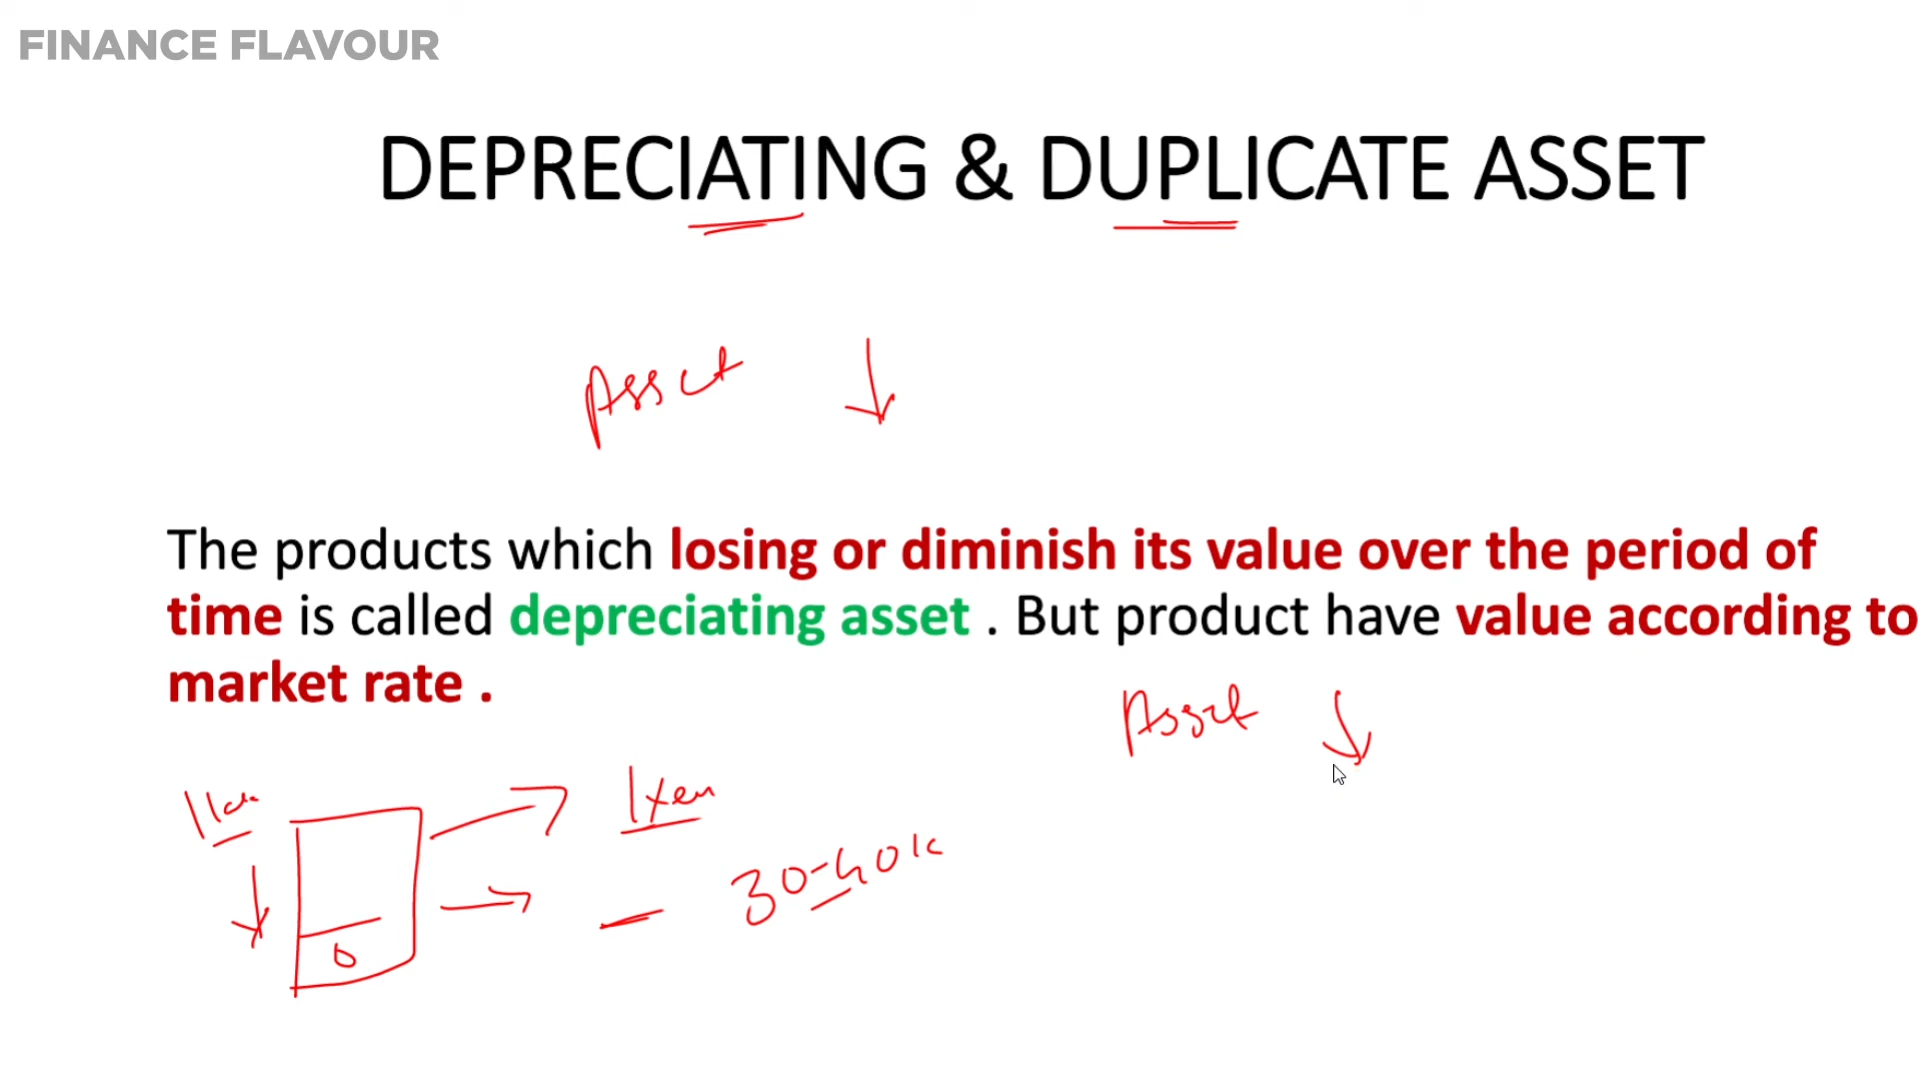 FINANCE FLAVOUR
DEPRECIATING & DUPLICATE ASSET
Asset
The products which losing or diminish its value over the period of
time is called depreciating asset . But product have value according to
market rate .
Asset
30-40k